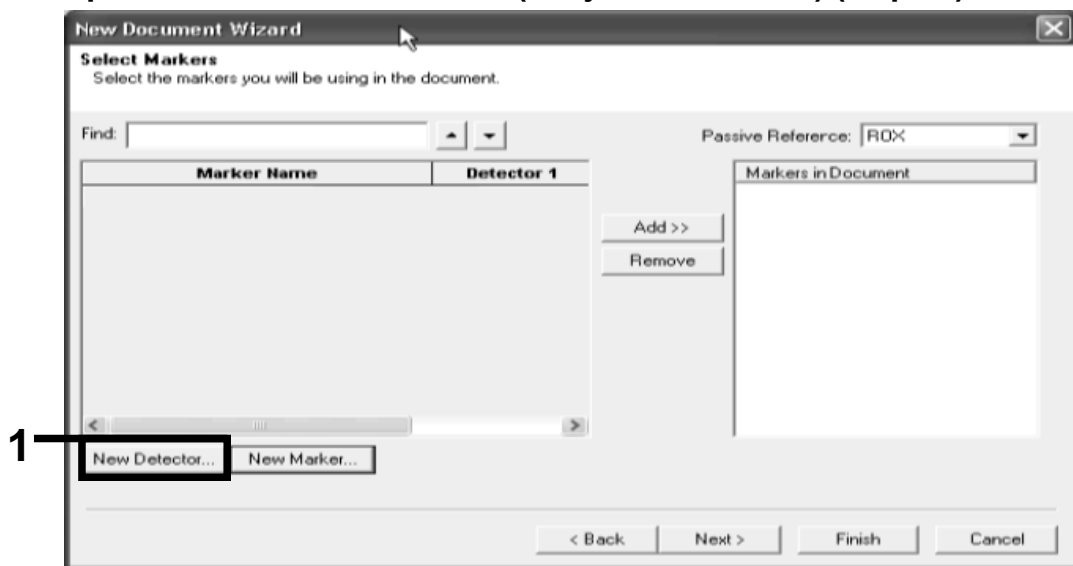 New Document Wizard
Select Markers
Select the markers you will be using in the document.
Find:
Passive Reference: ROX
Marker Name Detector 1
Markers in Document
Add >>
Remove
1
New Detector... New Marker...
< Back Next > Finish Cancel